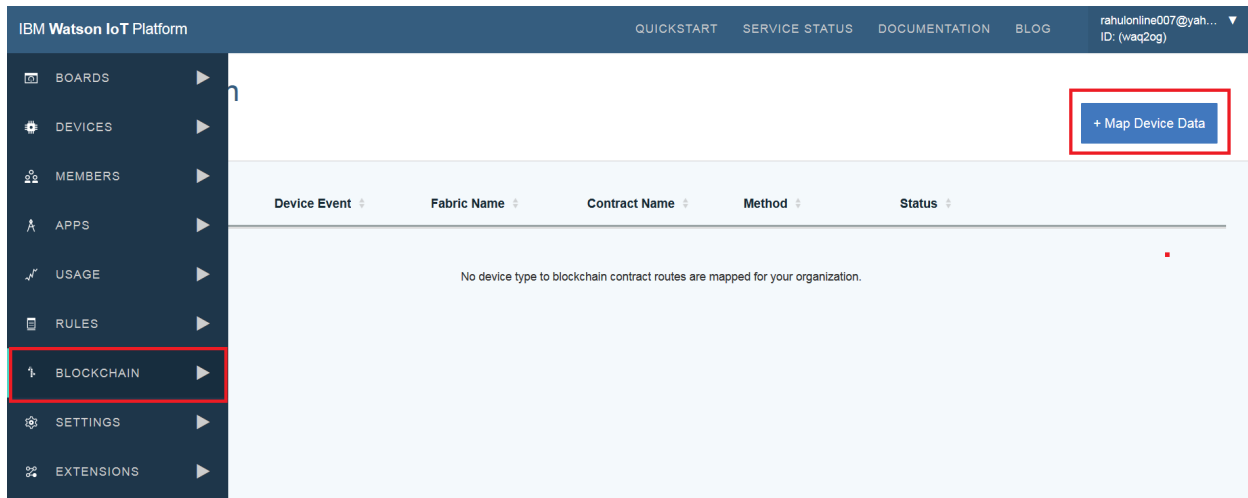 IBM Watson IoT Platform
QUICKSTART SERVICE STATUS DOCUMENTATION BLOG
rahulonline007@yah...
ID: (waq2og)
BOARDS
DEVICES
MEMBERS
APPS
USAGE
RULES
BLOCKCHAIN
SETTINGS
EXTENSIONS
n
+ Map Device Data
Device Event Fabric Name Contract Name Method Status
No device type to blockchain contract routes are mapped for your organization.